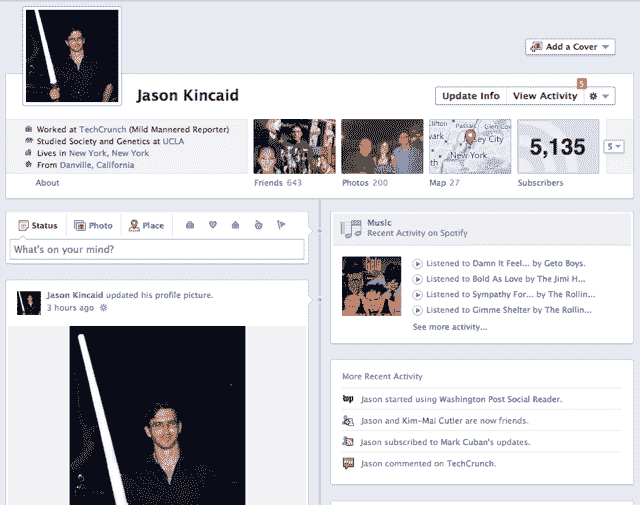 Add a Cover
5
Jason Kincaid
Update Info
View Activity
Worked at TechCrunch (Mild Mannered Reporter)
Studied Society and Genetics at UCLA
Lives in New York, New York
From Danville, California
About
Friends 643
Photos 200
New York
Map 27
5,135
Subscribers
5
Status
Photo
Place
What's on your mind?
Jason Kincaid updated his profile picture.
3 hours ago
Music
Recent Activity on Spotify
Listened to Damn It Feel... by Geto Boys.
Listened to Bold As Love by The Jimi H...
Listened to Sympathy For... by The Rollin...
Listened to Gimme Shelter by The Rollin...
See more activity...
More Recent Activity
wp Jason started using Washington Post Social Reader.
Jason and Kim-Mai Cutler are now friends.
Jason subscribed to Mark Cuban's updates.
Jason commented on TechCrunch.